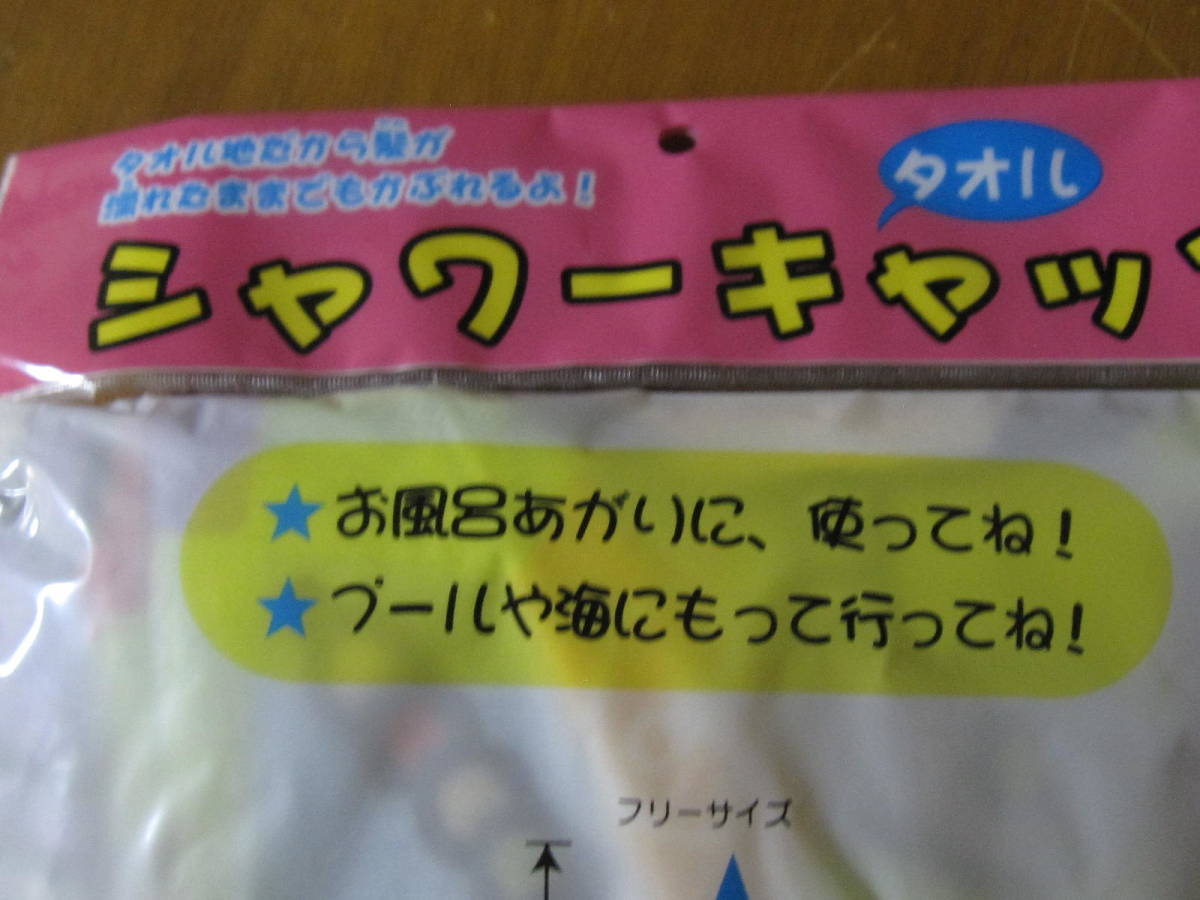 タオル地だから髪が
かみ
濡れたままでもかぶれるよ！
タオル
シャワーキャッ
★お風呂あがりに、使ってね！
★プールや海にもって行ってね！
フリーサイズ